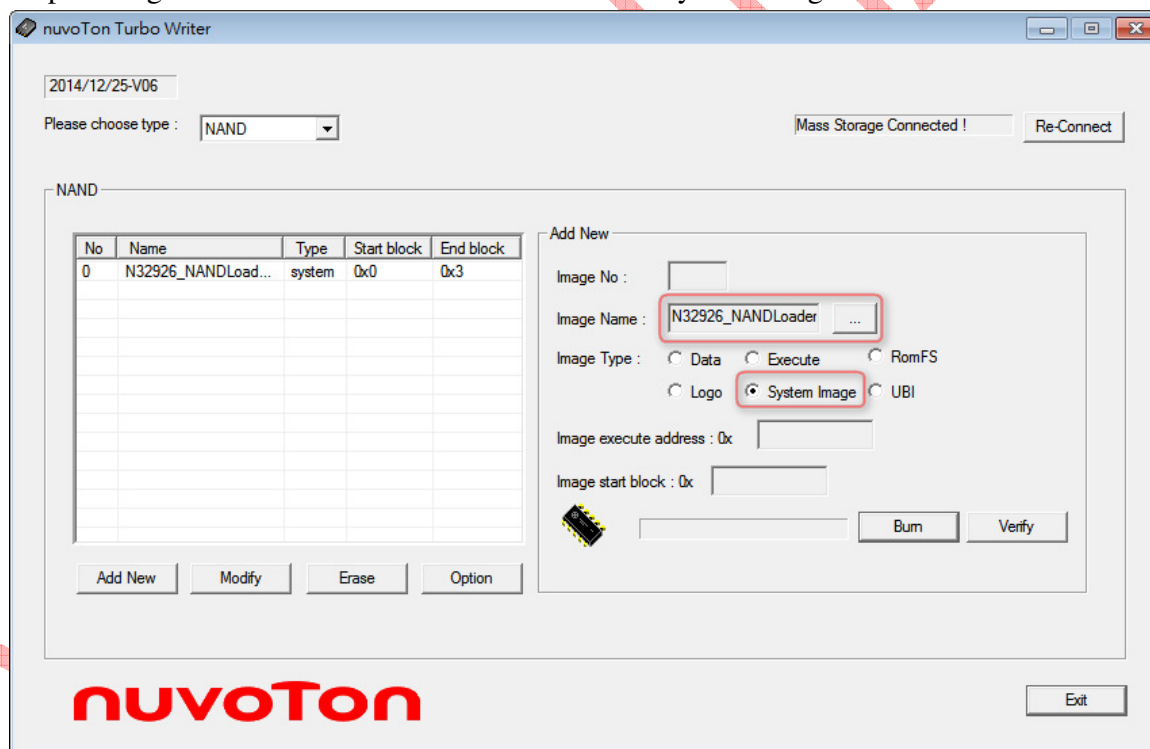 nuvoTon Turbo Writer
2014/12/25-V06
Please choose type : NAND
Mass Storage Connected !
Re-Connect
NAND
No Name Type Start block End block
0 N32926_NANDLoad... system 0x0 0x3
Add New
Image No :
Image Name : N32926_NANDLoader ...
Image Type : Data Execute RomFS
Logo System Image UBI
Image execute address : 0x
Image start block : 0x
Burn Verify
Add New Modify Erase Option
nuvoTon
Exit